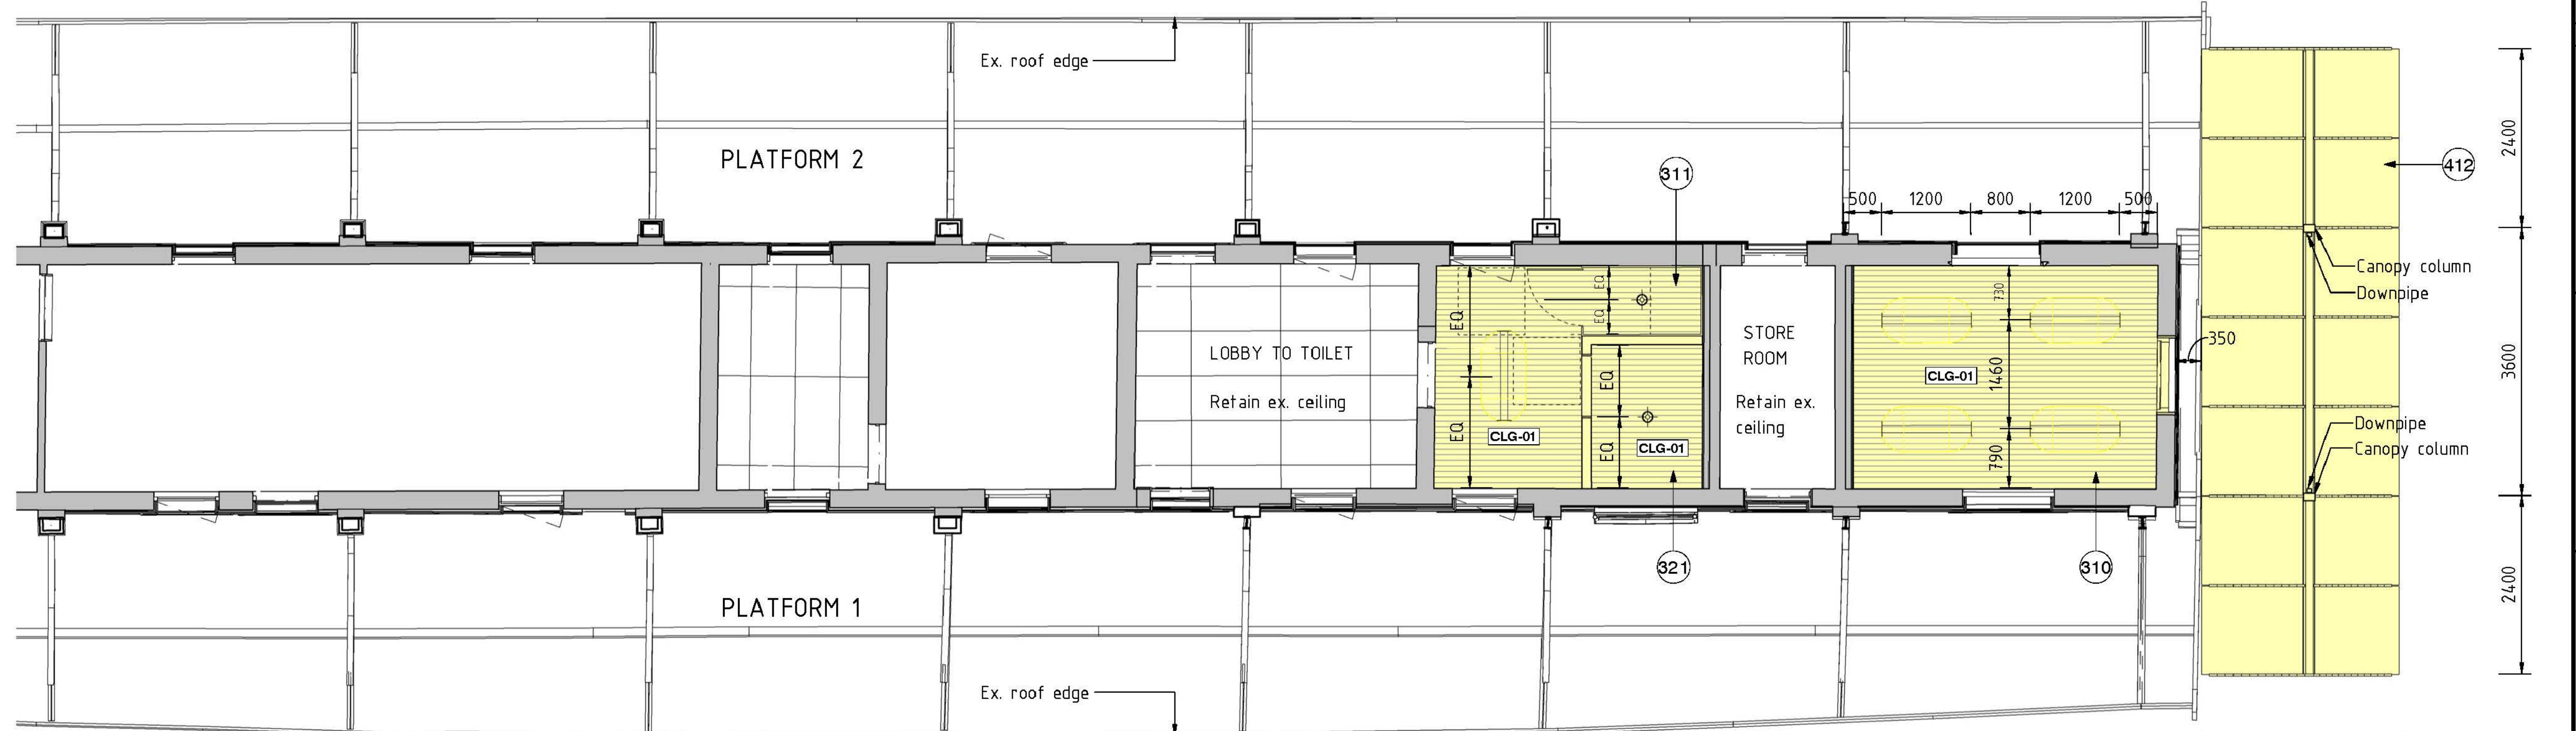 Ex. roof edge
PLATFORM 2
311
412
2400
500
1200
800
1200
500
Canopy column
Downpipe
EQ
EQ
EQ
730
STORE
ROOM
LOBBY TO TOILET
350
3600
EQ
CLG-01
1460
Retain ex. ceiling
Retain ex.
ceiling
Downpipe
Canopy column
EQ
CLG-01
EQ
CLG-01
790
321
310
2400
PLATFORM 1
Ex. roof edge